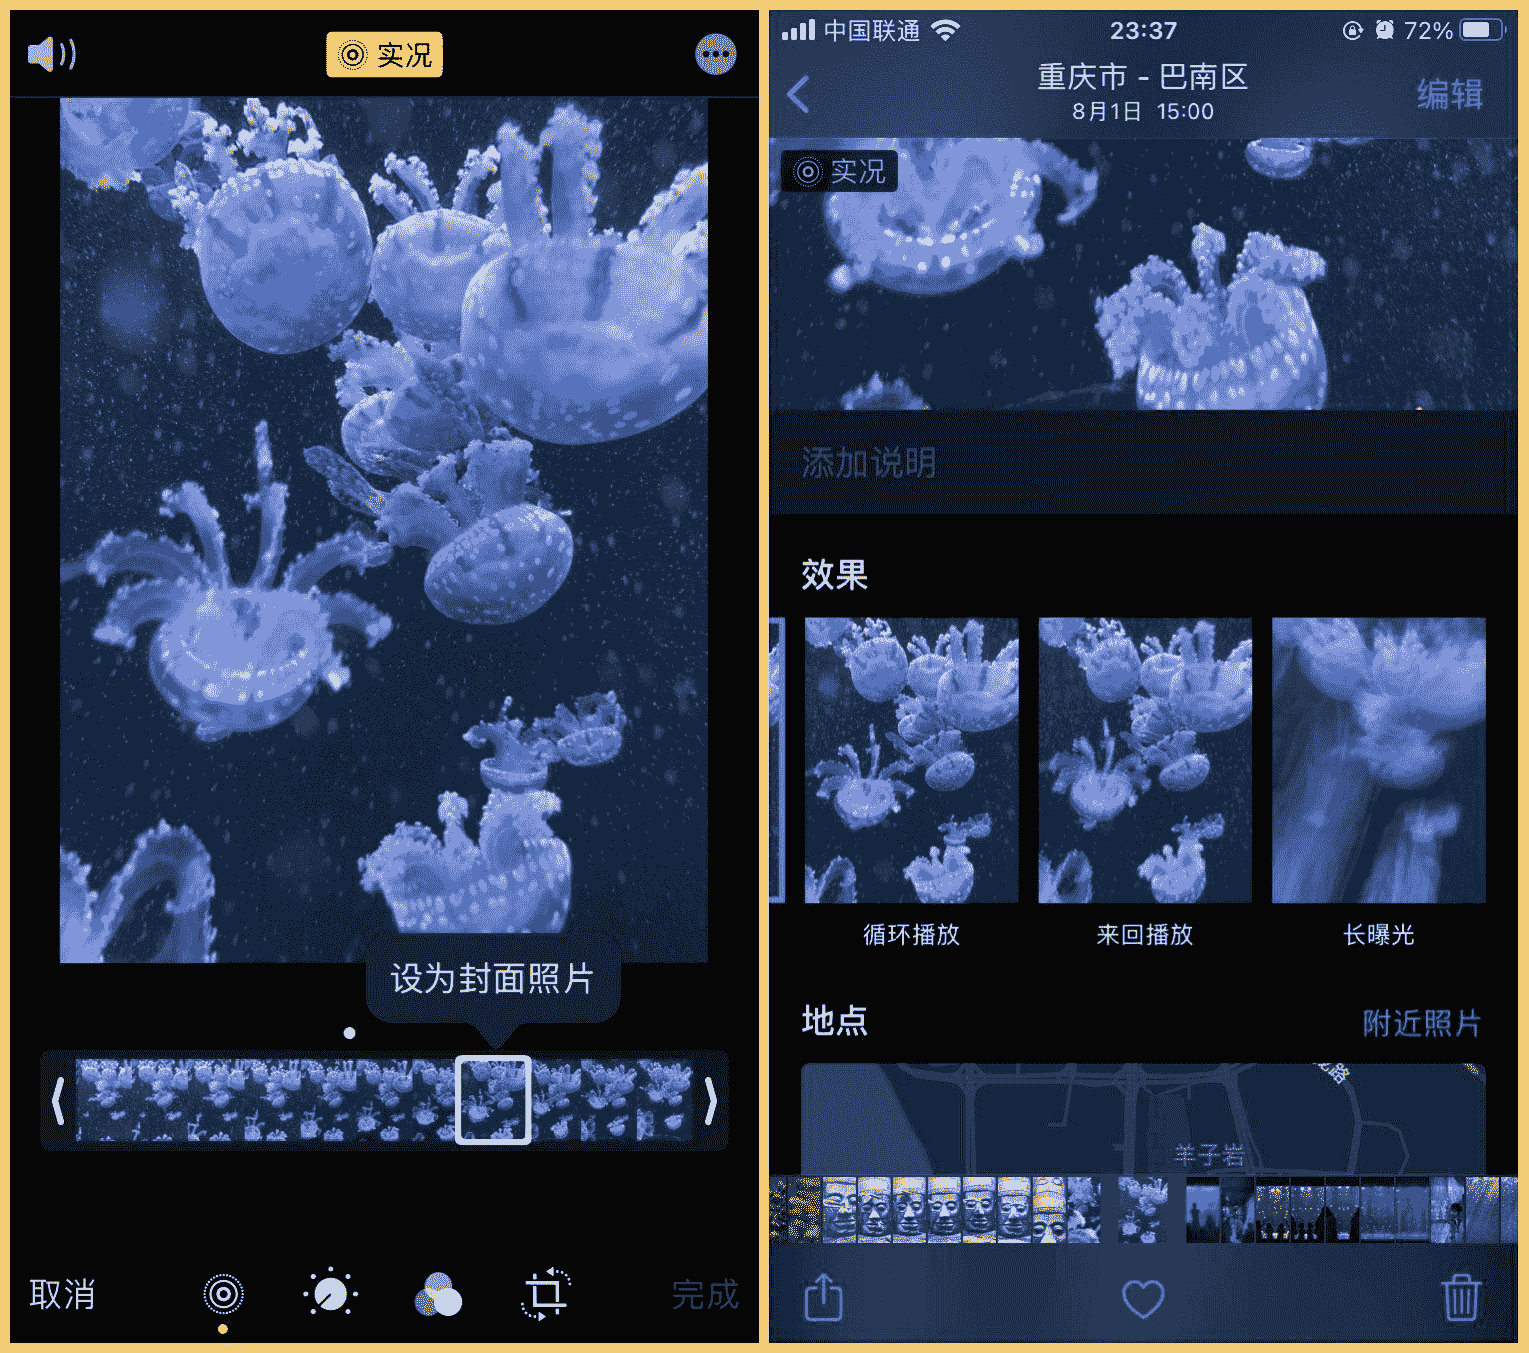 实况
设为封面照片
取消
完成
中国联通
23:37
72%
重庆市 - 巴南区
8月1日 15:00
编辑
实况
添加说明
效果
循环播放
来回播放
长曝光
地点
附近照片
羊子岩